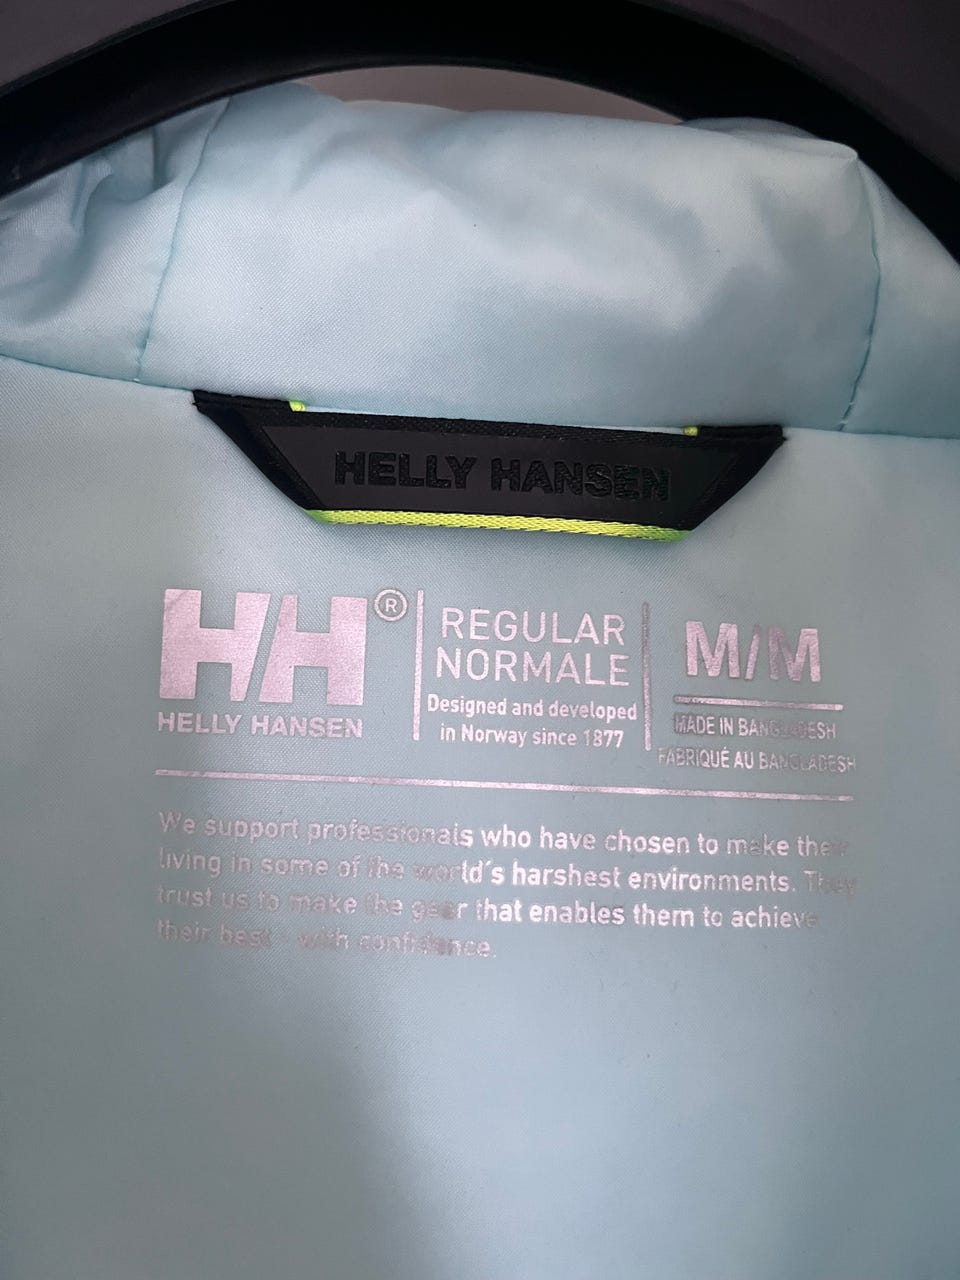 HELLY HANSEN
HH®
HELLY HANSEN
REGULAR
NORMALE
Designed and developed
in Norway since 1877
M/M
MADE IN BANGLADESH
FABRIQUÉ AU BANGLADESH
We support professionals who have chosen to make their
living in some of the world's harshest environments. They
trust us to make the gear that enables them to achieve
their best - with confidence.